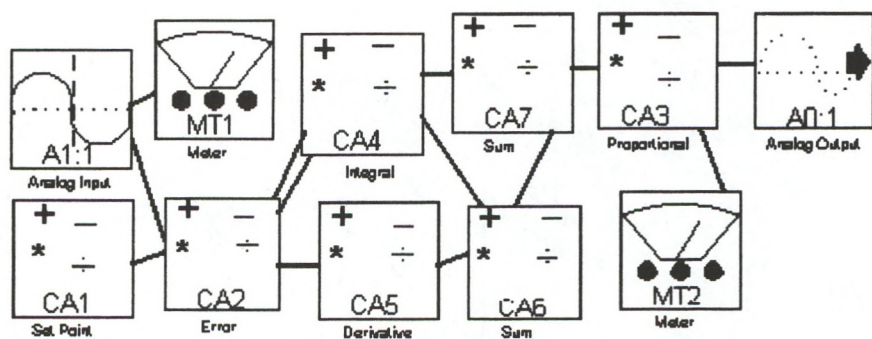 + − * ÷ CA4
Integral
+ − * ÷ CA7
Sum
+ − * ÷ CA3
Proportional
A0:1
Analog Output
MT1
Meter
A1:1
Analog Input
+ − * ÷ CA1
Set Point
+ − * ÷ CA2
Error
+ − * ÷ CA5
Derivative
+ − * ÷ CA6
Sum
MT2
Meter